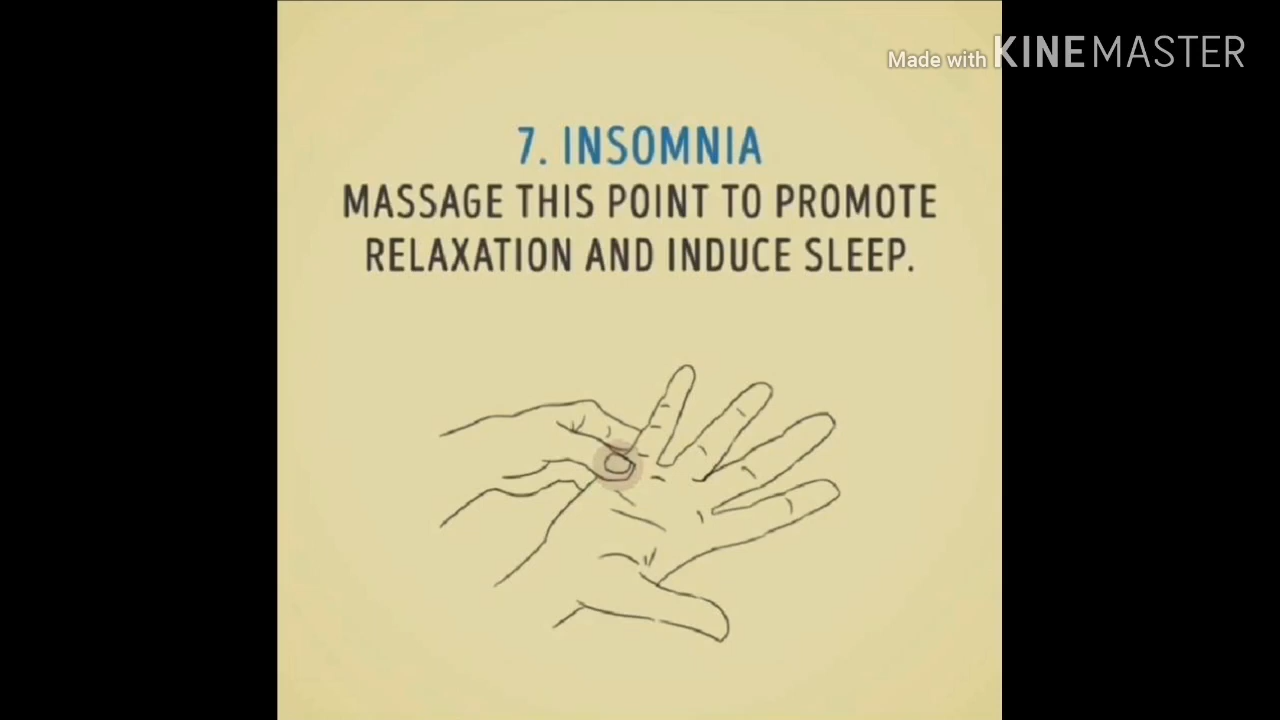 Made with KINEMASTER
7. INSOMNIA
MASSAGE THIS POINT TO PROMOTE
RELAXATION AND INDUCE SLEEP.